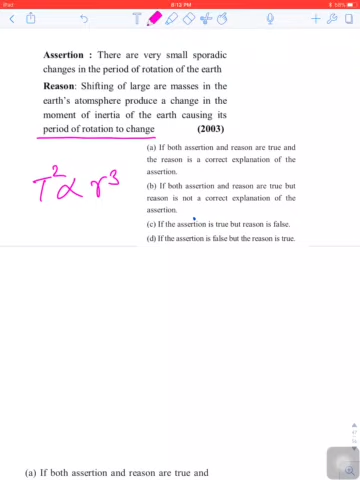 iPad
9:12 PM
Assertion : There are very small sporadic
changes in the period of rotation of the earth
Reason: Shifting of large are masses in the
earth's atomsphere produce a change in the
moment of inertia of the earth causing its
period of rotation to change (2003)
(a) If both assertion and reason are true and
the reason is a correct explanation of the
assertion.
(b) If both assertion and reason are true but
reason is not a correct explanation of the
assertion.
(c) If the assertion is true but reason is false.
(d) If the assertion is false but the reason is true.
T² ∝ r³
(a) If both assertion and reason are true and